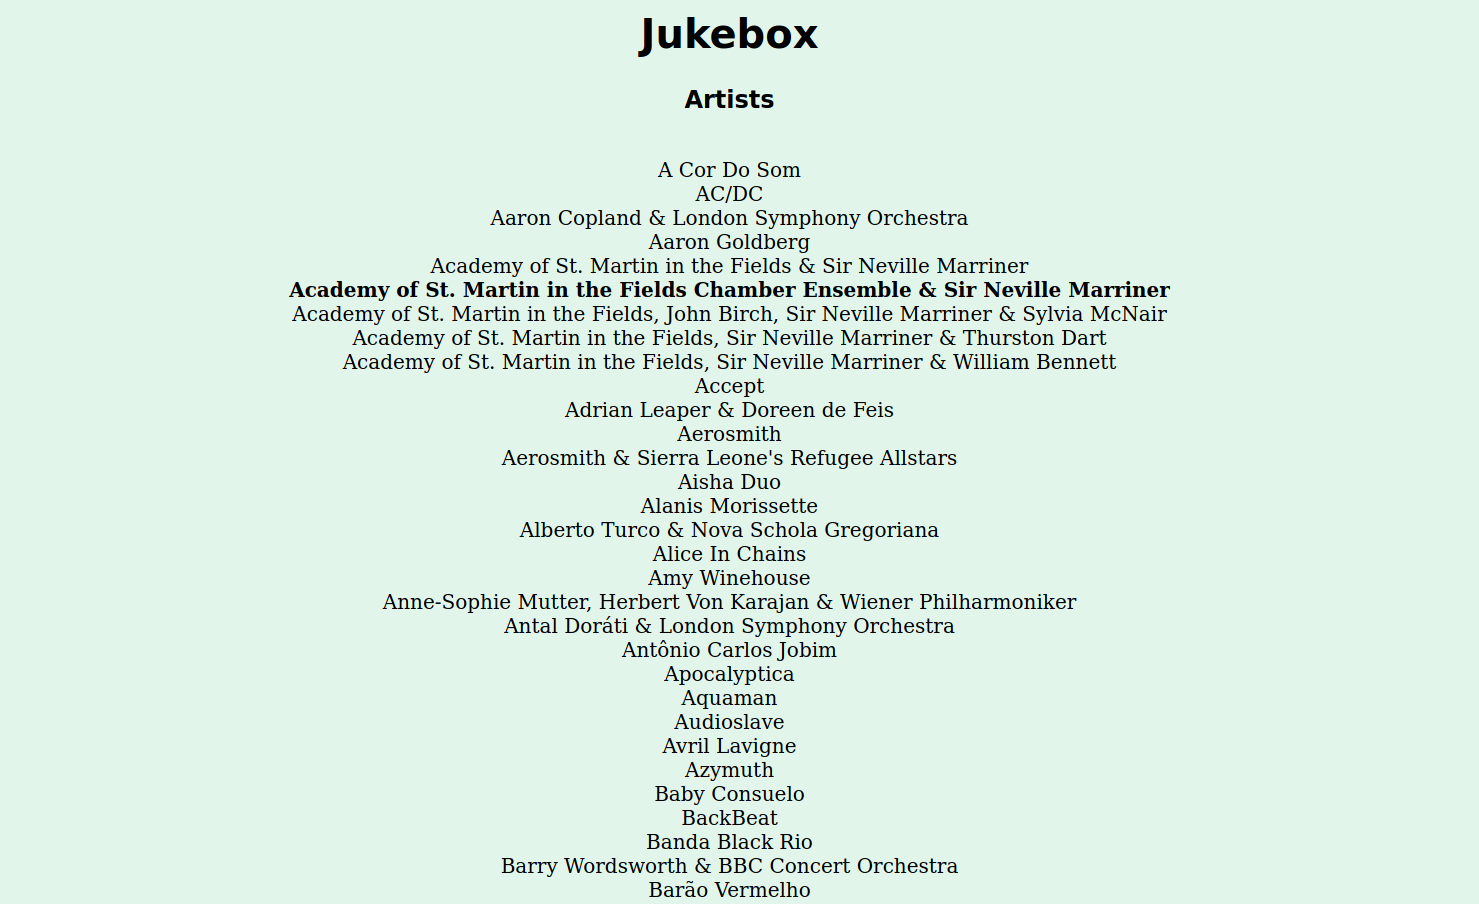 Jukebox
Artists
A Cor Do Som
AC/DC
Aaron Copland & London Symphony Orchestra
Aaron Goldberg
Academy of St. Martin in the Fields & Sir Neville Marriner
Academy of St. Martin in the Fields Chamber Ensemble & Sir Neville Marriner
Academy of St. Martin in the Fields, John Birch, Sir Neville Marriner & Sylvia McNair
Academy of St. Martin in the Fields, Sir Neville Marriner & Thurston Dart
Academy of St. Martin in the Fields, Sir Neville Marriner & William Bennett
Accept
Adrian Leaper & Doreen de Feis
Aerosmith
Aerosmith & Sierra Leone's Refugee Allstars
Aisha Duo
Alanis Morissette
Alberto Turco & Nova Schola Gregoriana
Alice In Chains
Amy Winehouse
Anne-Sophie Mutter, Herbert Von Karajan & Wiener Philharmoniker
Antal Doráti & London Symphony Orchestra
Antônio Carlos Jobim
Apocalyptica
Aquaman
Audioslave
Avril Lavigne
Azymuth
Baby Consuelo
BackBeat
Banda Black Rio
Barry Wordsworth & BBC Concert Orchestra
Barão Vermelho